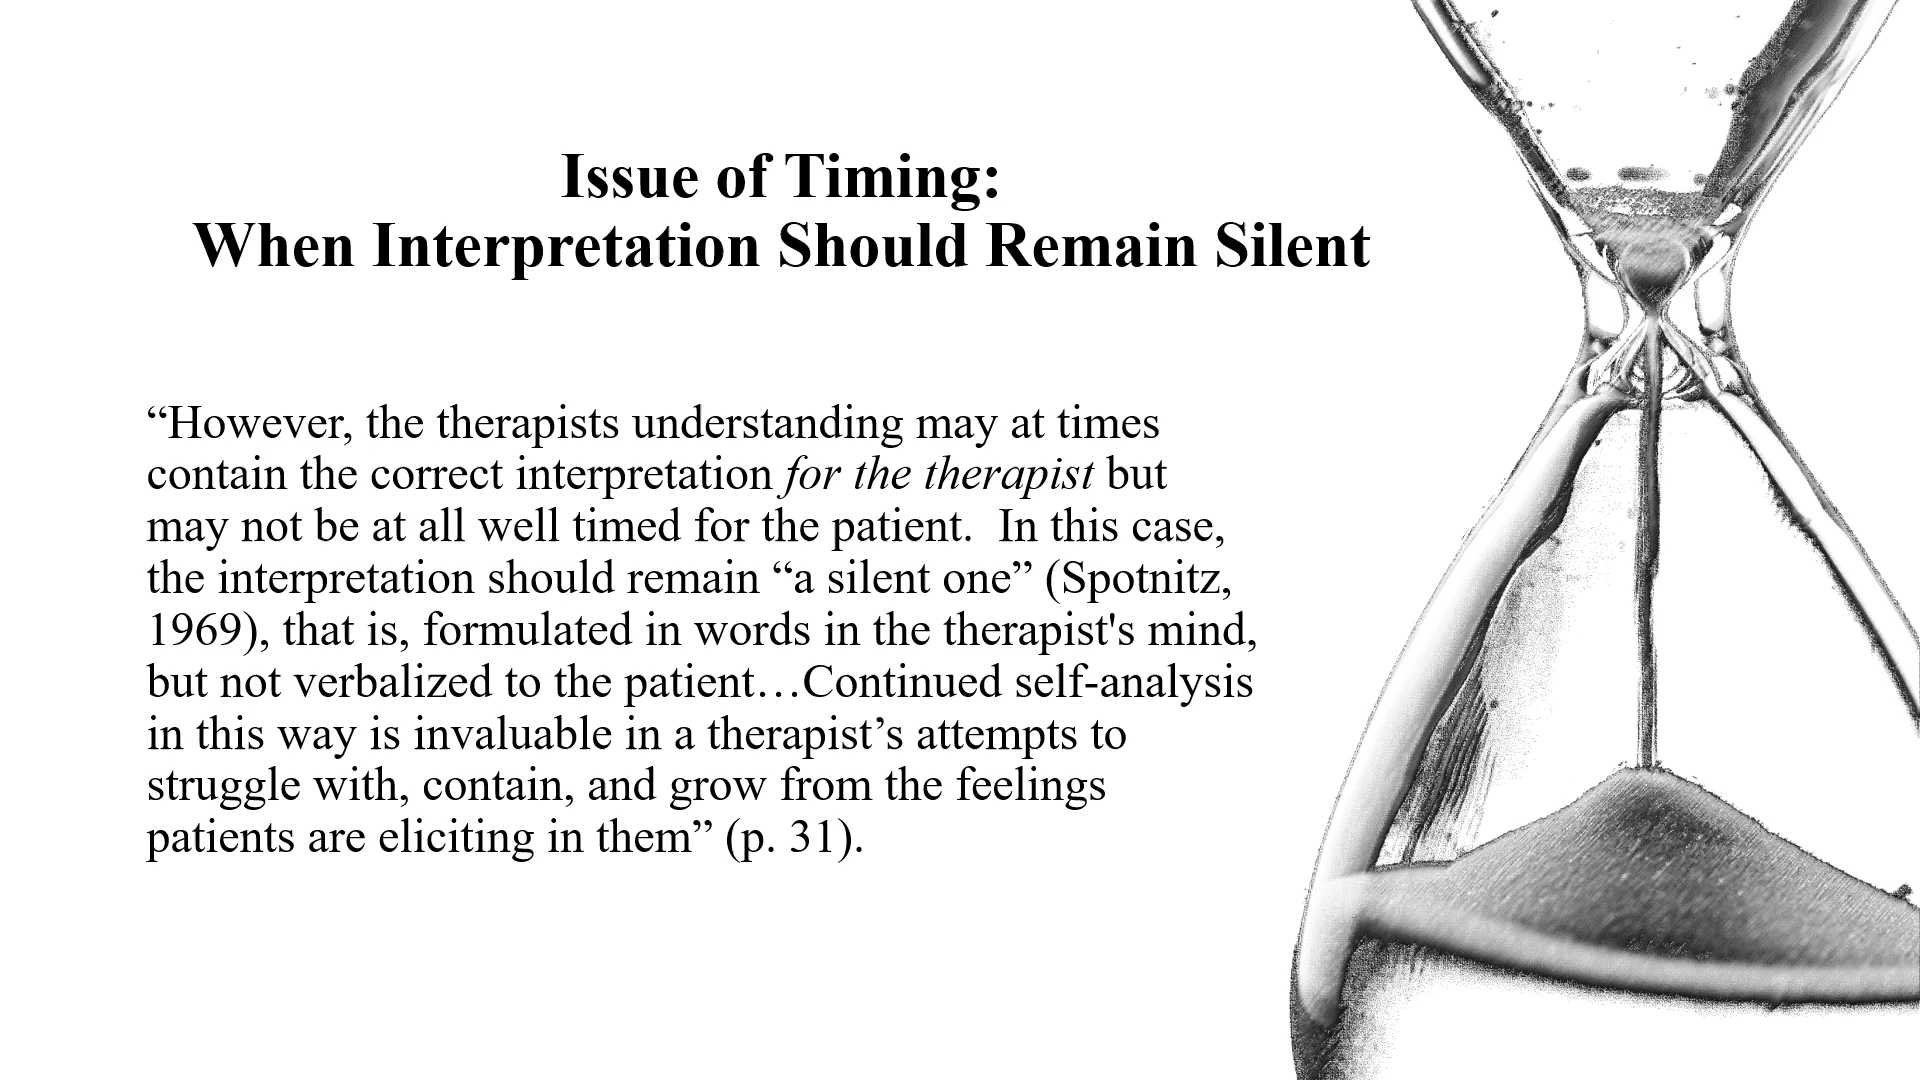 Issue of Timing:
When Interpretation Should Remain Silent
“However, the therapists understanding may at times
contain the correct interpretation for the therapist but
may not be at all well timed for the patient.  In this case,
the interpretation should remain “a silent one” (Spotnitz,
1969), that is, formulated in words in the therapist's mind,
but not verbalized to the patient…Continued self-analysis
in this way is invaluable in a therapist’s attempts to
struggle with, contain, and grow from the feelings
patients are eliciting in them” (p. 31).